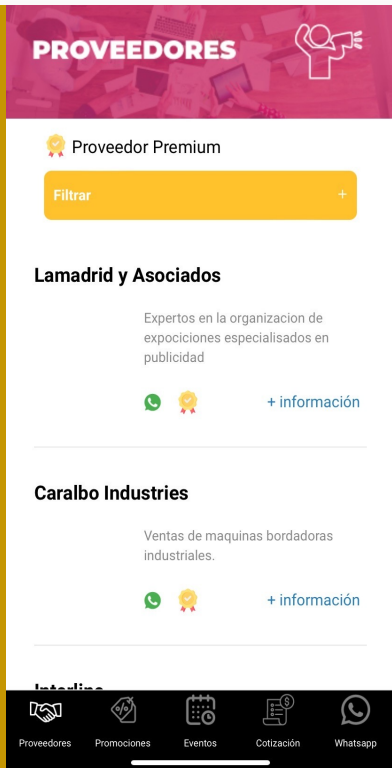 PROVEEDORES
Proveedor Premium
Filtrar +
Lamadrid y Asociados
Expertos en la organizacion de
expociciones especialisados en
publicidad
+ información
Caralbo Industries
Ventas de maquinas bordadoras
industriales.
+ información
Proveedores Promociones Eventos Cotización Whatsapp